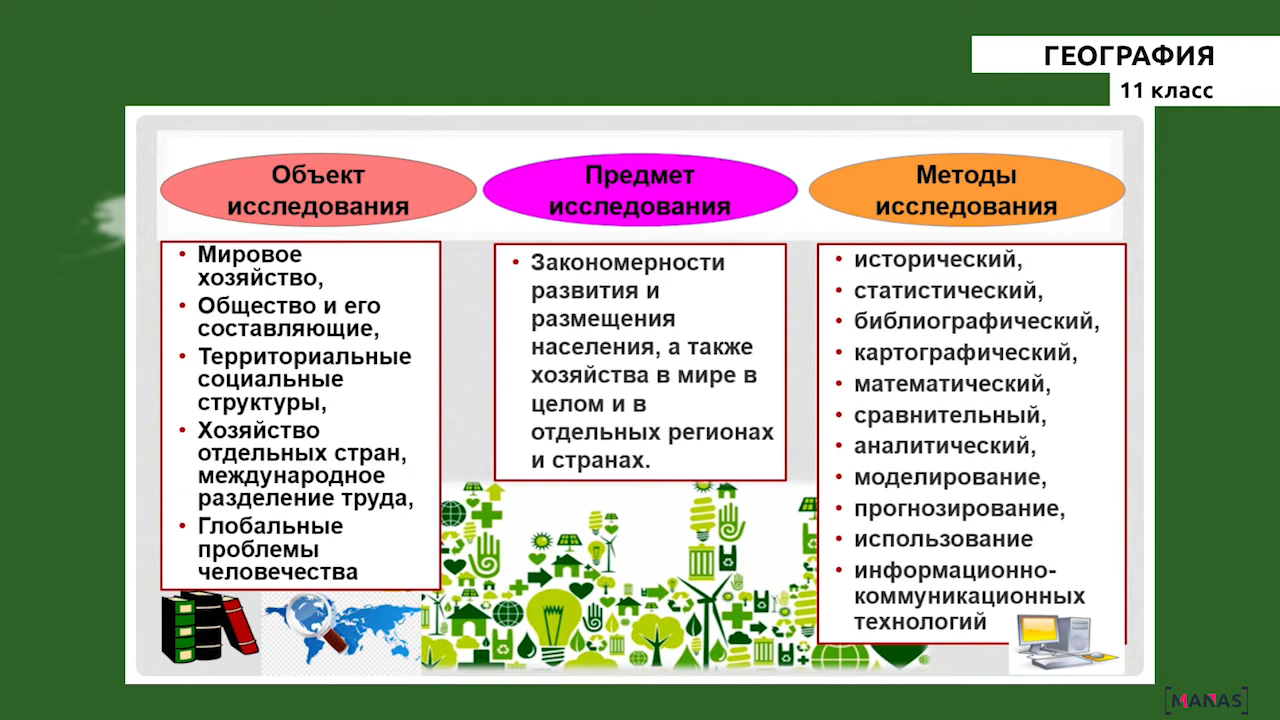 ГЕОГРАФИЯ
11 класс
Объект
исследования
Предмет
исследования
Методы
исследования
• Мировое
хозяйство,
• Общество и его
составляющие,
• Территориальные
социальные
структуры,
• Хозяйство
отдельных стран,
международное
разделение труда,
• Глобальные
проблемы
человечества
• Закономерности
развития и
размещения
населения, а также
хозяйства в мире в
целом и в
отдельных регионах
и странах.
• исторический,
• статистический,
• библиографический,
• картографический,
• математический,
• сравнительный,
• аналитический,
• моделирование,
• прогнозирование,
• использование
• информационно-
коммуникационных
технологий
[MANAS]